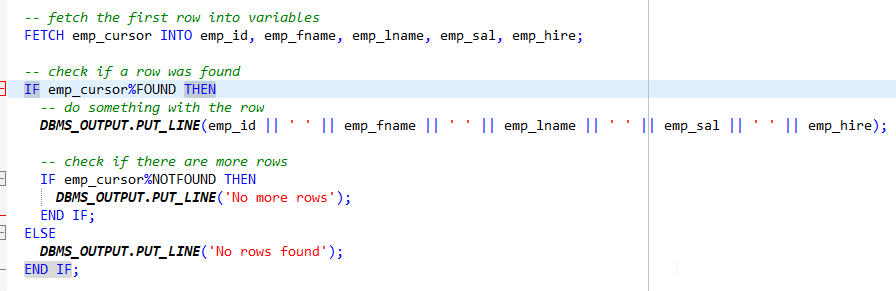 -- fetch the first row into variables
FETCH emp_cursor INTO emp_id, emp_fname, emp_lname, emp_sal, emp_hire;
-- check if a row was found
IF emp_cursor%FOUND THEN
-- do something with the row
DBMS_OUTPUT.PUT_LINE(emp_id || ' ' || emp_fname || ' ' || emp_lname || ' ' || emp_sal || ' ' || emp_hire);
-- check if there are more rows
IF emp_cursor%NOTFOUND THEN
DBMS_OUTPUT.PUT_LINE('No more rows');
END IF;
ELSE
DBMS_OUTPUT.PUT_LINE('No rows found');
END IF;